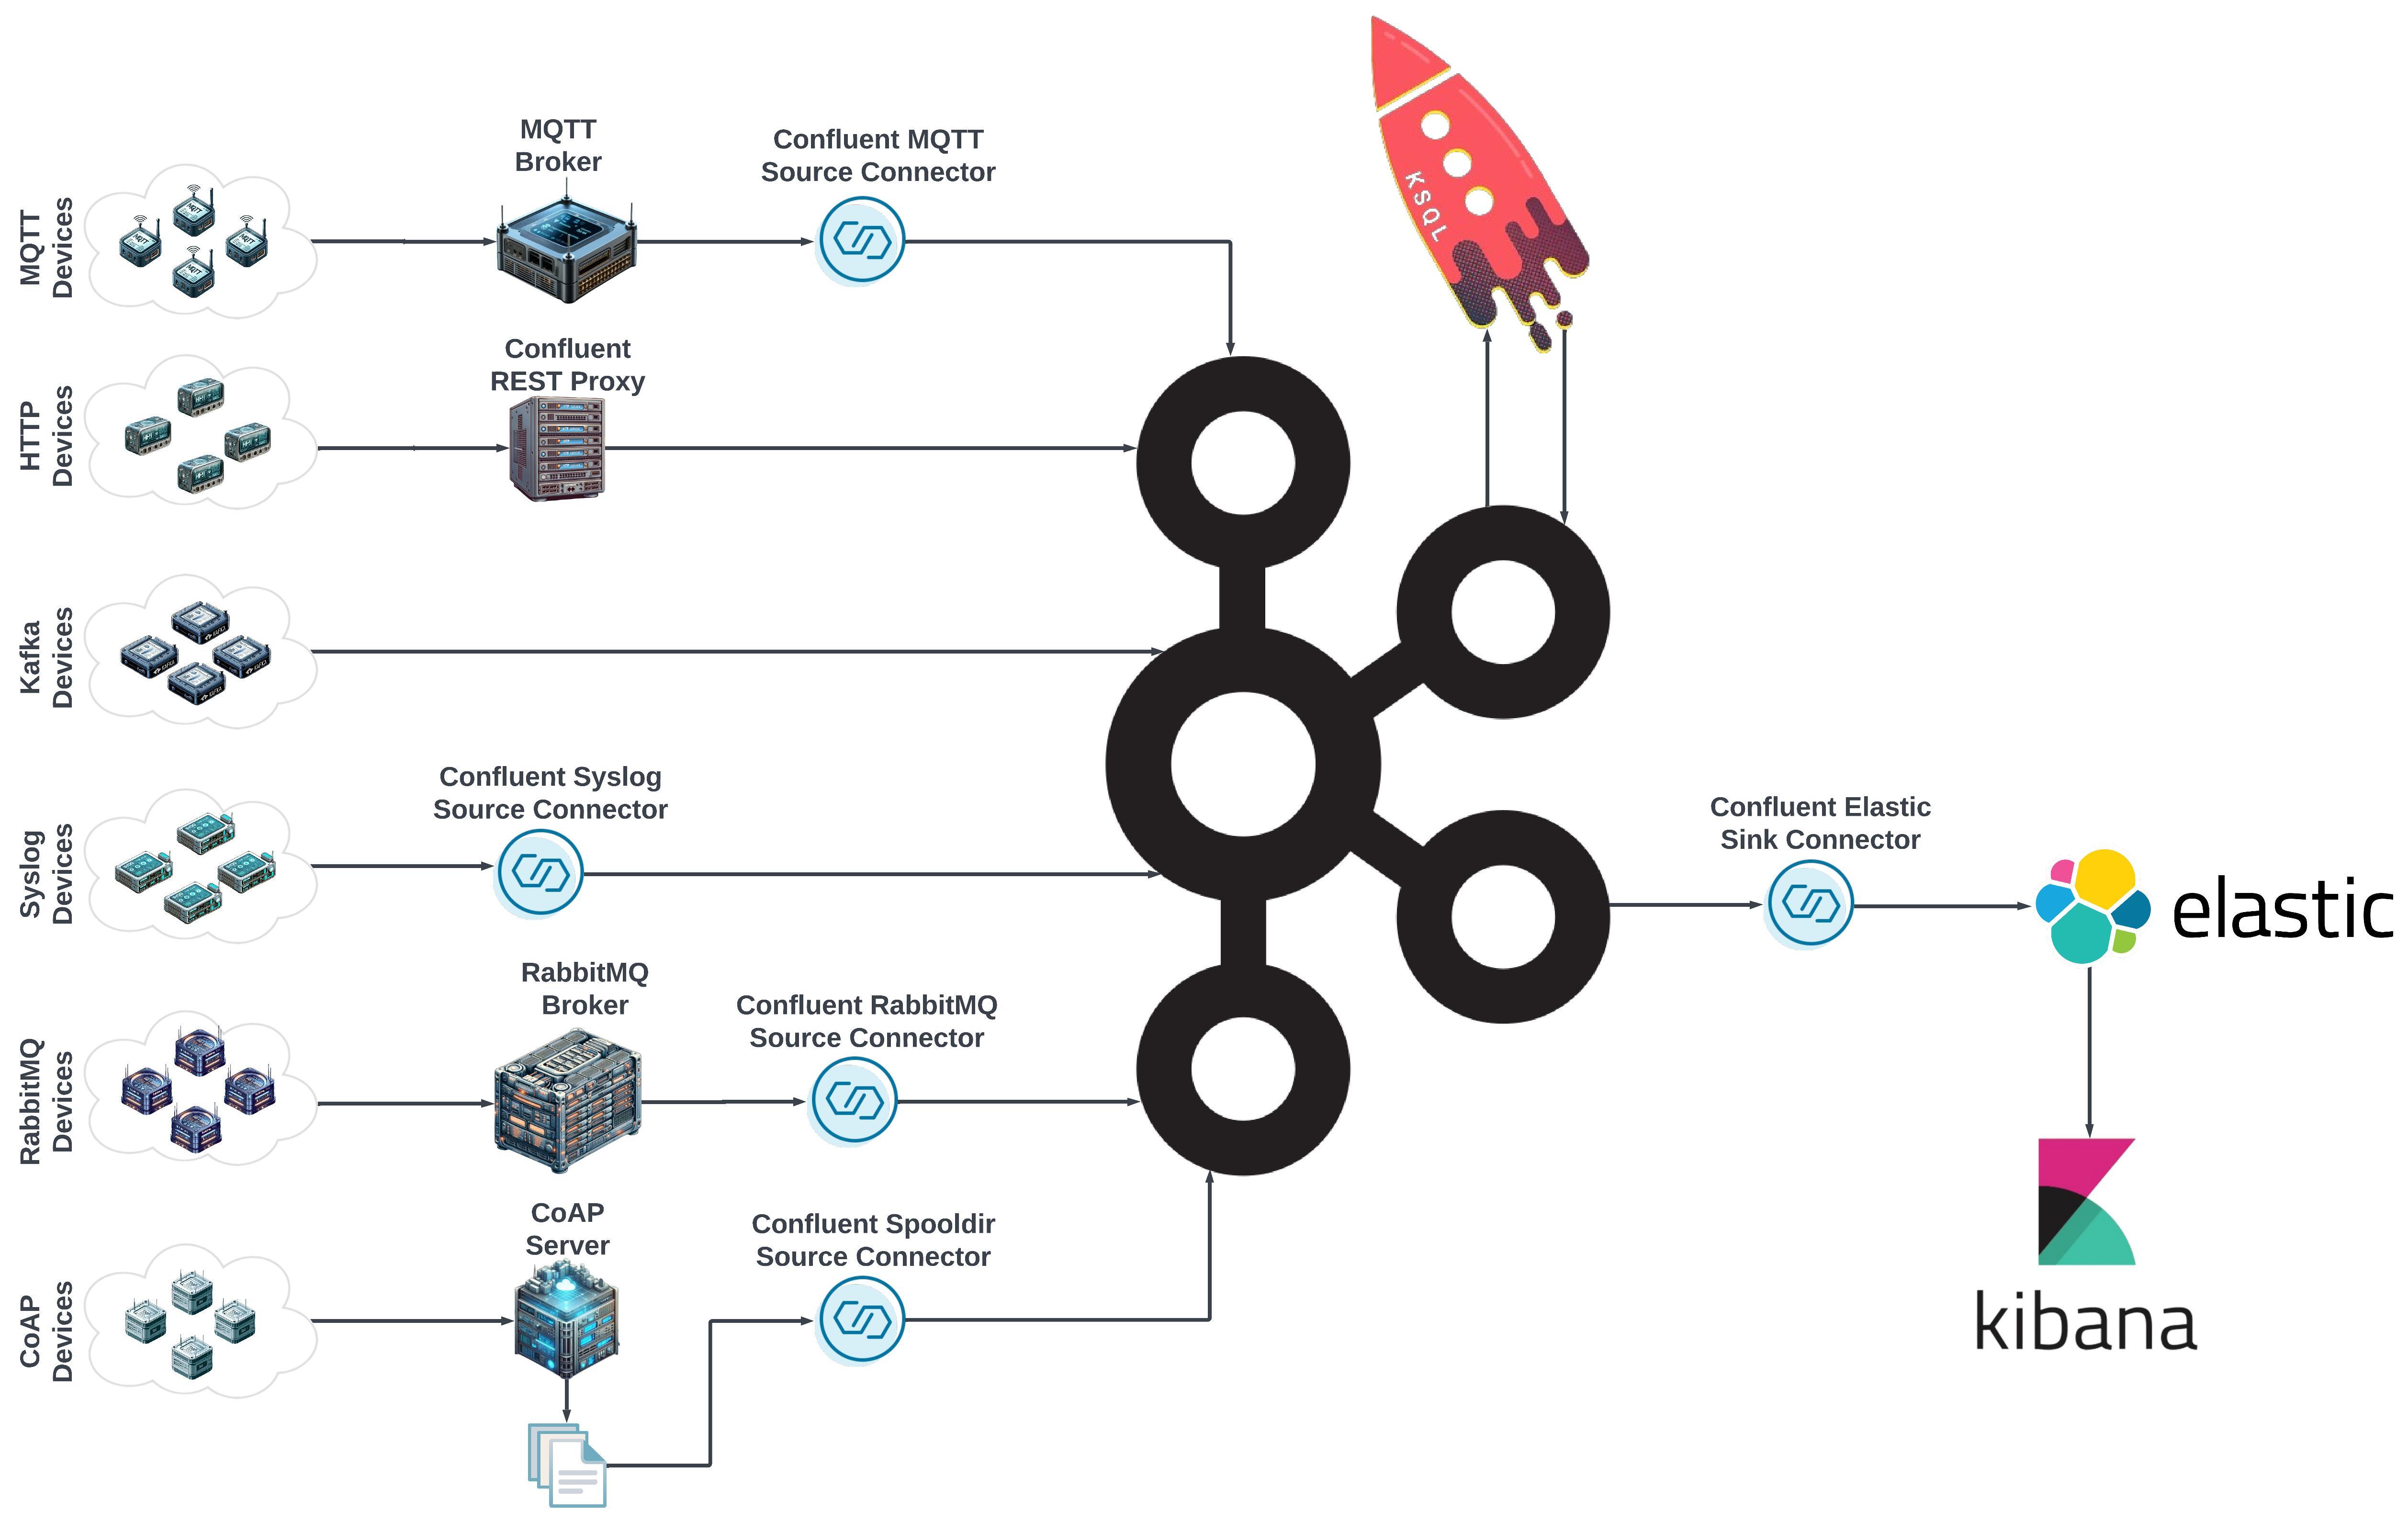 MQTT
Devices
MQTT
Broker
Confluent MQTT
Source Connector
KSQL
HTTP
Devices
Confluent
REST Proxy
Kafka
Devices
Syslog
Devices
Confluent Syslog
Source Connector
Confluent Elastic
Sink Connector
elastic
RabbitMQ
Devices
RabbitMQ
Broker
Confluent RabbitMQ
Source Connector
CoAP
Devices
CoAP
Server
Confluent Spooldir
Source Connector
kibana